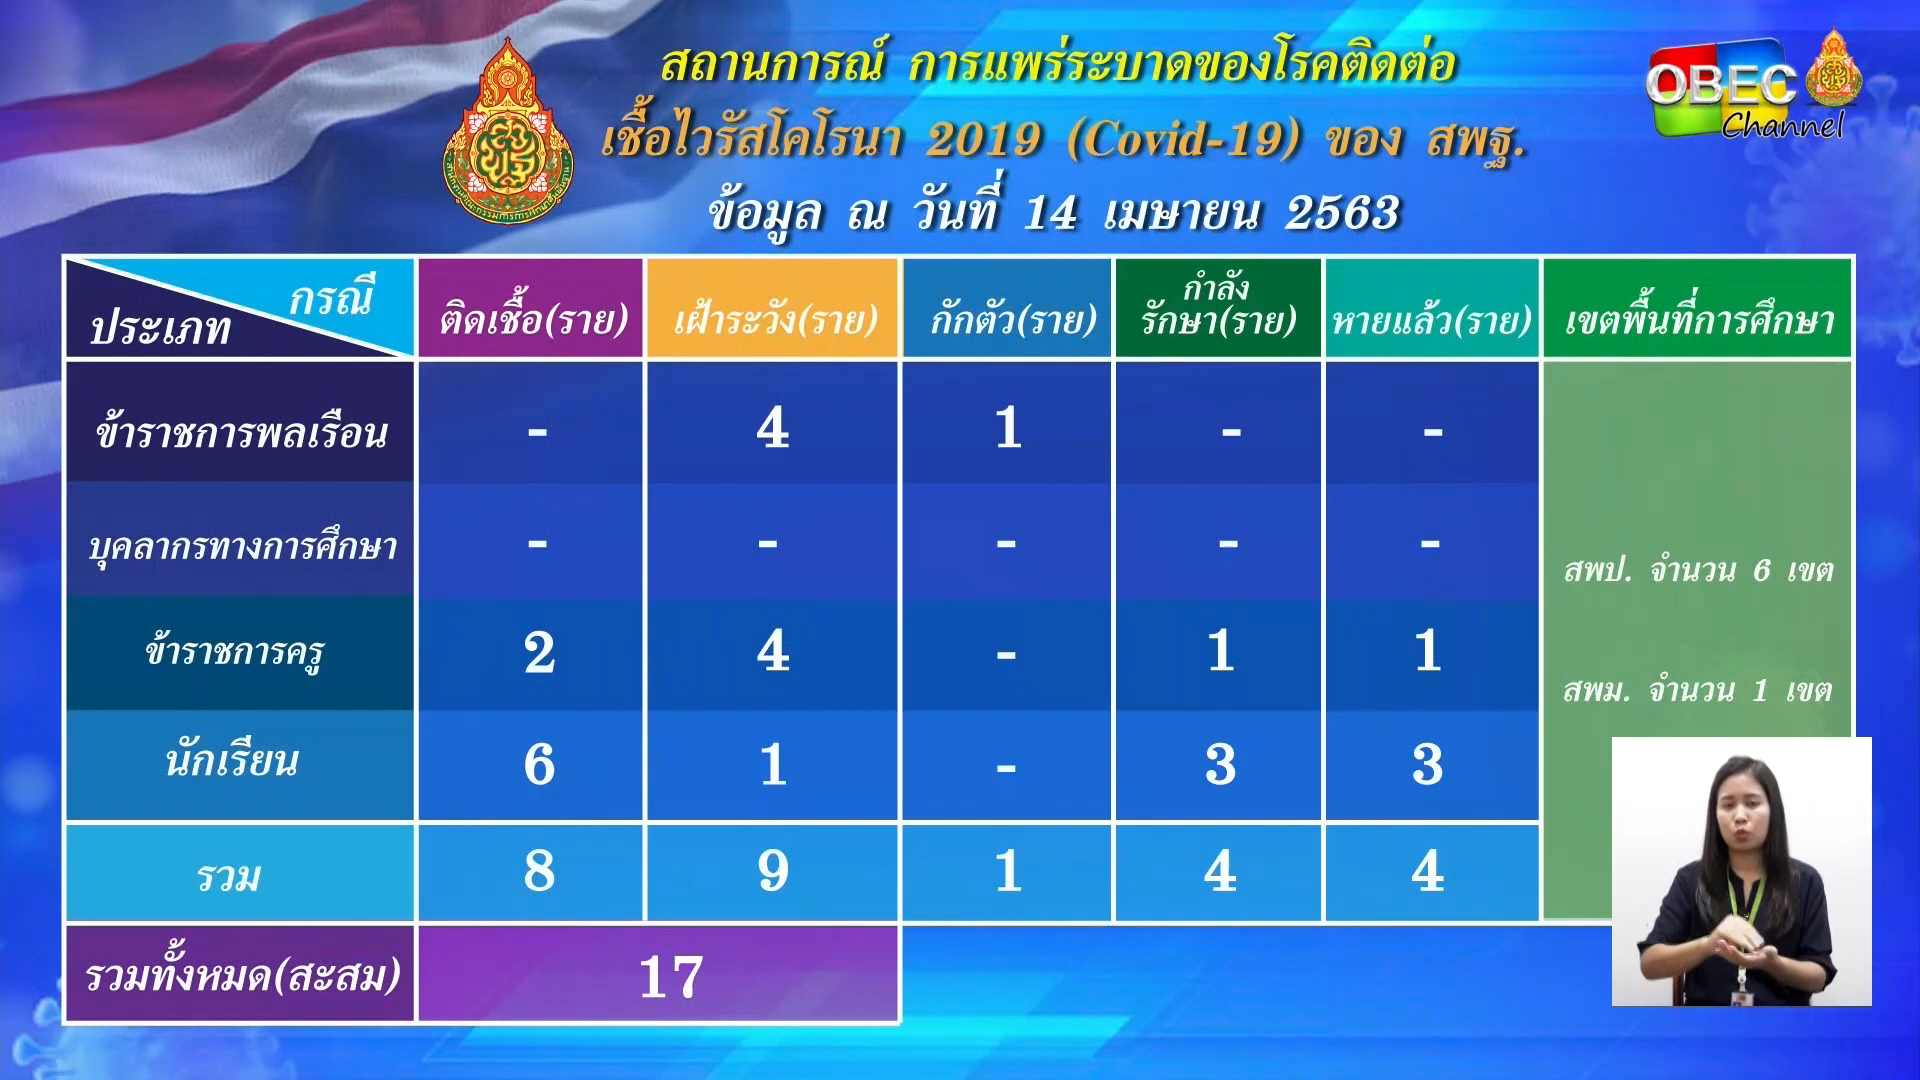 สถานการณ์ การแพร่ระบาดของโรคติดต่อ
เชื้อไวรัสโคโรนา 2019 (Covid-19) ของ สพฐ.
ข้อมูล ณ วันที่ 14 เมษายน 2563
OBEC
Channel
กรณี
ประเภท
ติดเชื้อ(ราย)
เฝ้าระวัง(ราย)
กักตัว(ราย)
กำลัง
รักษา(ราย)
หายแล้ว(ราย)
เขตพื้นที่การศึกษา
ข้าราชการพลเรือน - 4 1 - -
บุคลากรทางการศึกษา - - - - -
สพป. จำนวน 6 เขต
ข้าราชการครู 2 4 - 1 1
สพม. จำนวน 1 เขต
นักเรียน 6 1 - 3 3
รวม 8 9 1 4 4
รวมทั้งหมด(สะสม) 17